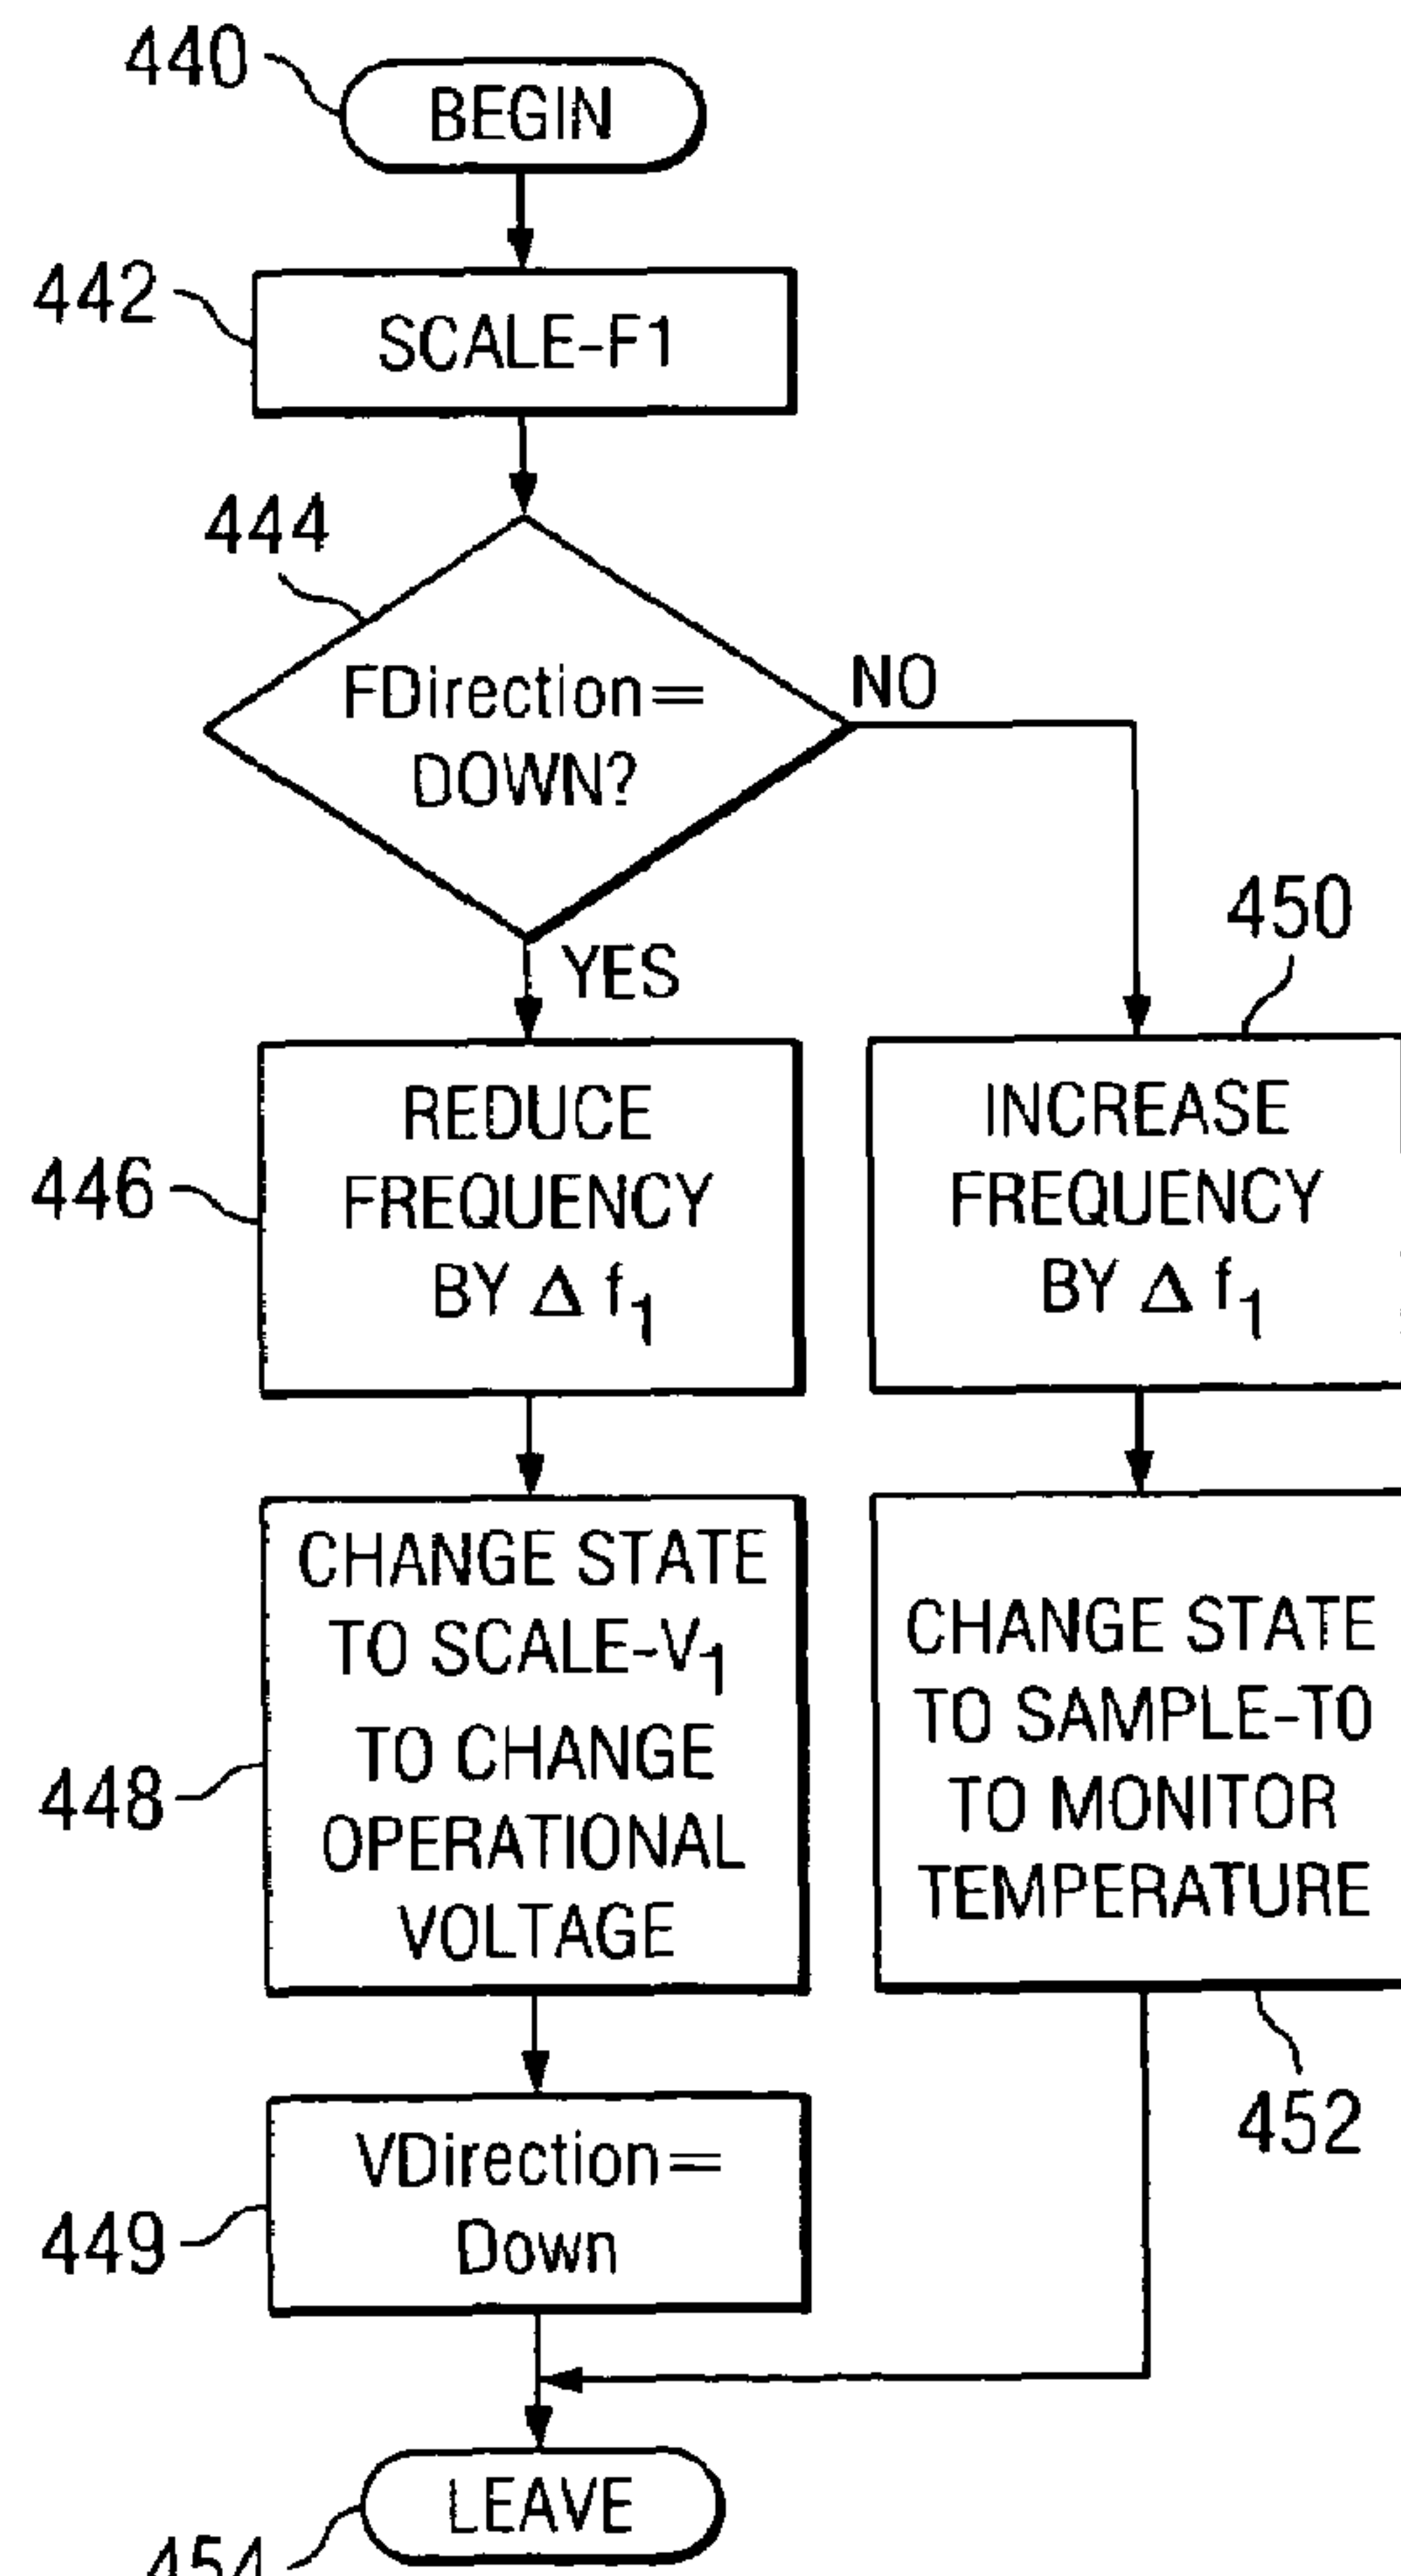 440
BEGIN
442
SCALE-F1
444
FDirection=
DOWN?
NO
YES
450
446
REDUCE
FREQUENCY
BY Δ f1
INCREASE
FREQUENCY
BY Δ f1
448
CHANGE STATE
TO SCALE-V1
TO CHANGE
OPERATIONAL
VOLTAGE
CHANGE STATE
TO SAMPLE-TO
TO MONITOR
TEMPERATURE
452
449
VDirection=
Down
LEAVE
454